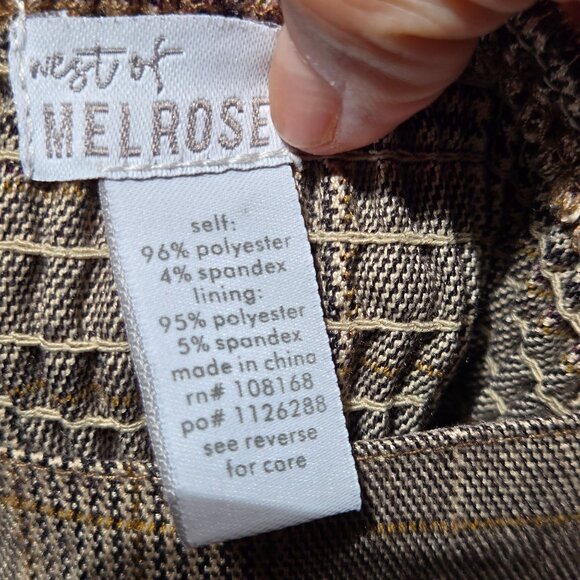 west of
MELROSE
self:
96% polyester
4% spandex
lining:
95% polyester
5% spandex
made in china
rn# 108168
po# 1126288
see reverse
for care